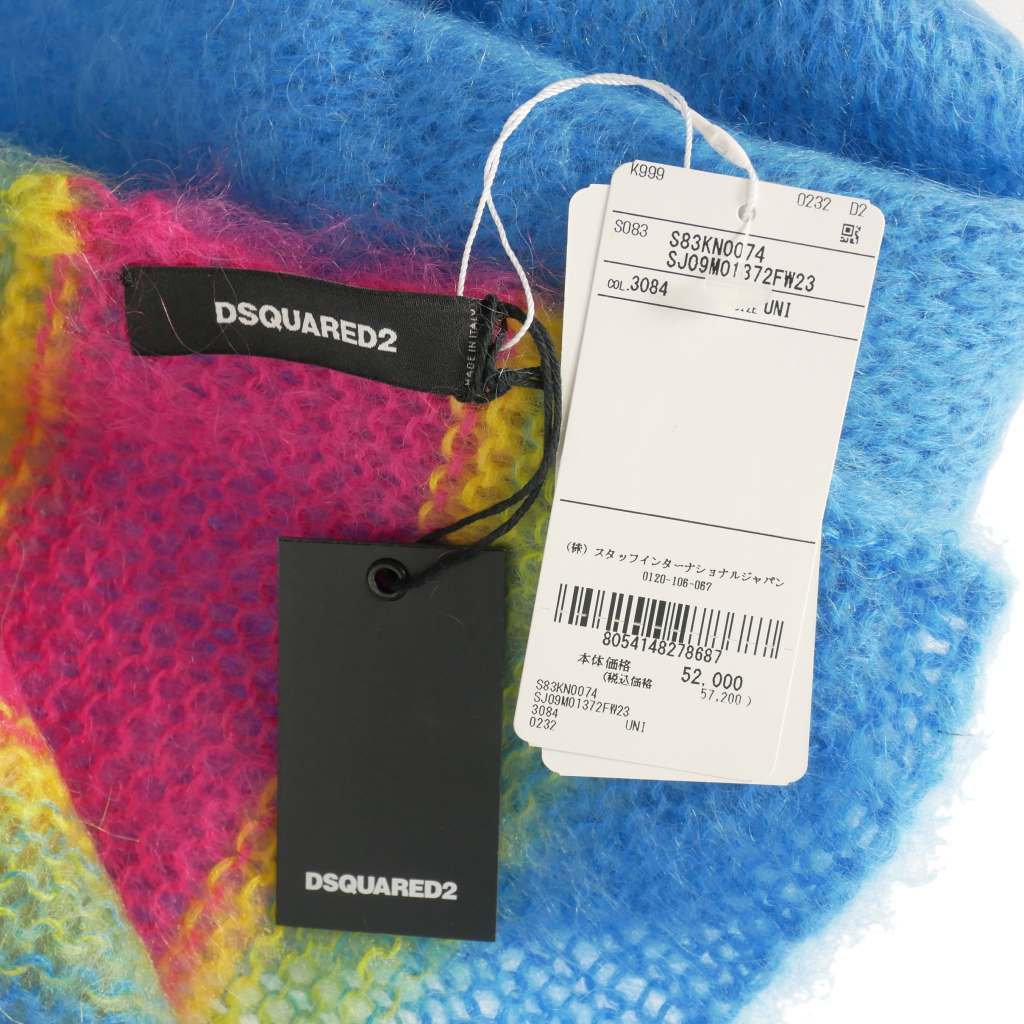 K999
0232 D2
S083 S83KN0074
SJ09M01372FW23
COL.3084
SIZE UNI
DSQUARED2
MADE IN ITALY
(株) スタッフインターナショナルジャパン
0120-106-067
8054148278687
本体価格 52,000
(税込価格 57,200 )
S83KN0074
SJ09M01372FW23
3084
0232 UNI
DSQUARED2